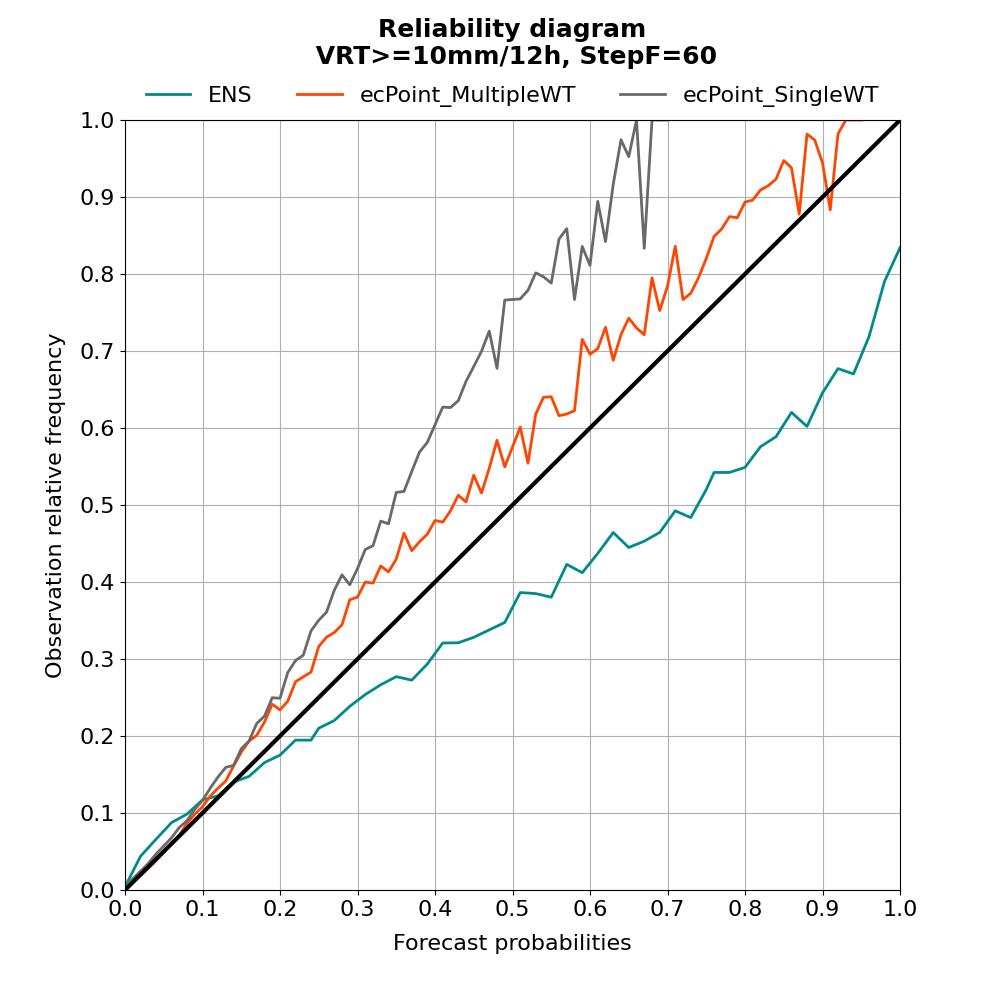 Reliability diagram
VRT>=10mm/12h, StepF=60
ENS ecPoint_MultipleWT ecPoint_SingleWT
1.0
0.9
0.8
0.7
0.6
0.5
0.4
0.3
0.2
0.1
0.0
Observation relative frequency
0.0 0.1 0.2 0.3 0.4 0.5 0.6 0.7 0.8 0.9 1.0
Forecast probabilities